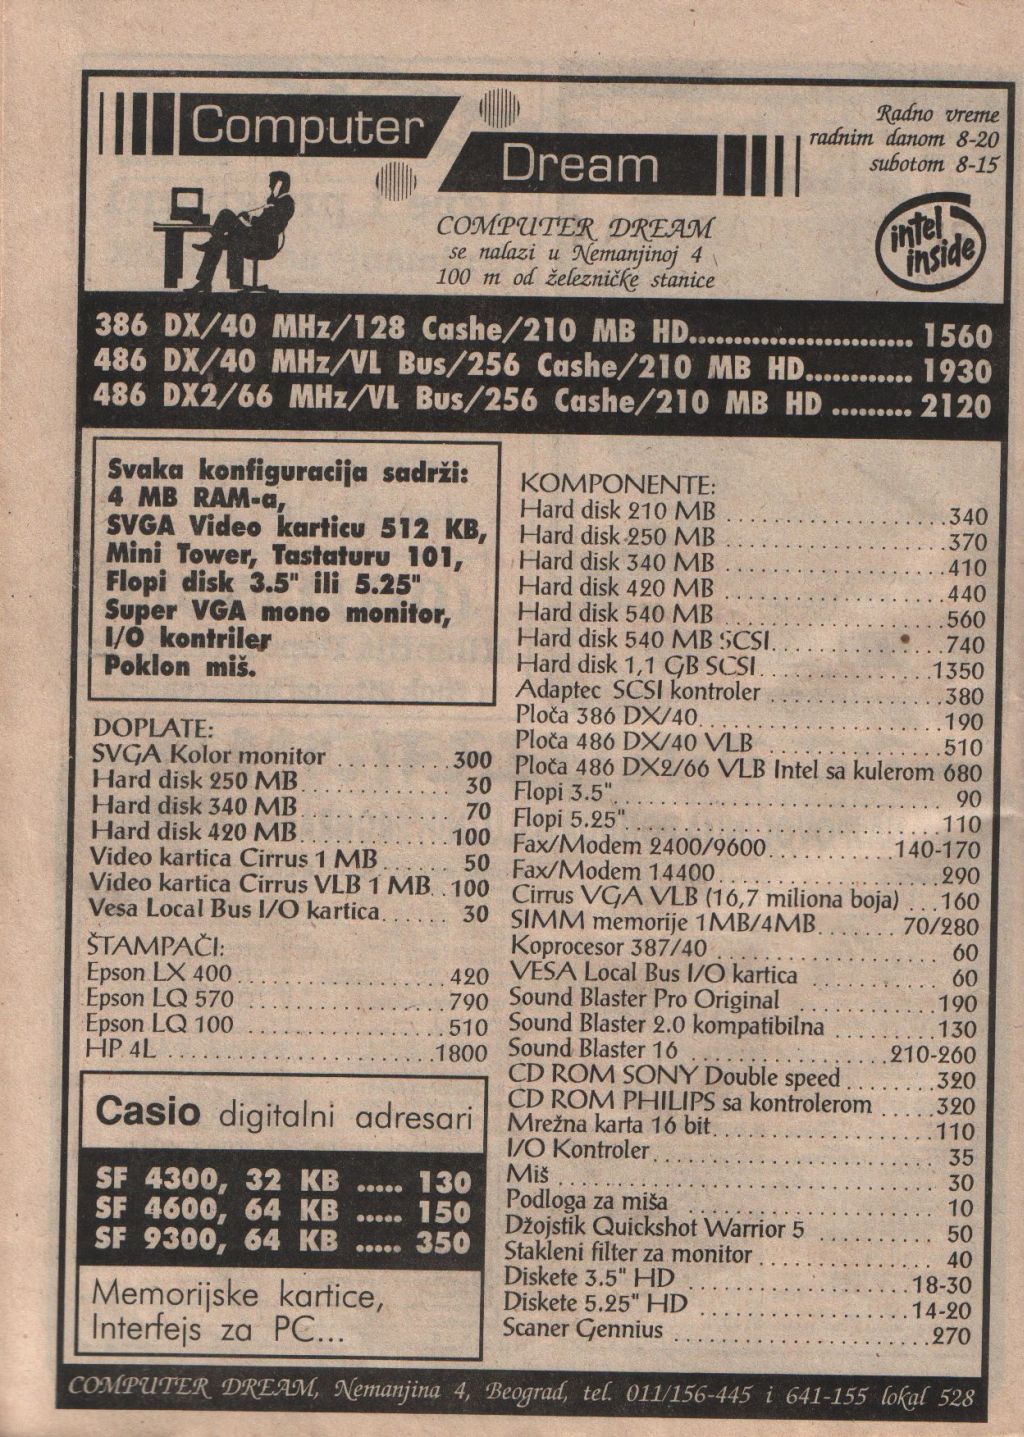 Computer
Dream
Radno vreme
radnim danom 8-20
subotom 8-15
COMPUTER DREAM
se nalazi u Nemanjinoj 4
100 m od železničke stanice
intel
inside
386 DX/40 MHz/128 Cashe/210 MB HD......................... 1560
486 DX/40 MHz/VL Bus/256 Cashe/210 MB HD............ 1930
486 DX2/66 MHz/VL Bus/256 Cashe/210 MB HD ......... 2120
Svaka konfiguracija sadrži:
4 MB RAM-a,
SVGA Video karticu 512 KB,
Mini Tower, Tastaturu 101,
Flopi disk 3.5" ili 5.25"
Super VGA mono monitor,
I/O kontriler
Poklon miš.
DOPLATE:
SVGA Kolor monitor .......... 300
Hard disk 250 MB............. 30
Hard disk 340 MB............. 70
Hard disk 420 MB............ 100
Video kartica Cirrus 1 MB...... 50
Video kartica Cirrus VLB 1 MB..100
Vesa Local Bus I/O kartica...... 30
ŠTAMPAČI:
Epson LX 400................. 420
Epson LQ 570 ................ 790
Epson LQ 100 ................ 510
HP 4L ......................1800
Casio digitalni adresari
SF 4300, 32 KB ..... 130
SF 4600, 64 KB ..... 150
SF 9300, 64 KB ..... 350
Memorijske kartice,
Interfejs za PC...
KOMPONENTE:
Hard disk 210 MB ....................340
Hard disk 250 MB ....................370
Hard disk 340 MB ....................410
Hard disk 420 MB ....................440
Hard disk 540 MB ....................560
Hard disk 540 MB SCSI................740
Hard disk 1,1 GB SCSI...............1350
Adaptec SCSI kontroler ..............380
Ploča 386 DX/40......................190
Ploča 486 DX/40 VLB .................510
Ploča 486 DX2/66 VLB Intel sa kulerom 680
Flopi 3.5"............................ 90
Flopi 5.25"...........................110
Fax/Modem 2400/9600............140-170
Fax/Modem 14400......................290
Cirrus VGA VLB (16,7 miliona boja) ...160
SIMM memorije 1MB/4MB....... 70/280
Koprocesor 387/40 .................... 60
VESA Local Bus I/O kartica ........... 60
Sound Blaster Pro Original ...........190
Sound Blaster 2.0 kompatibilna .......130
Sound Blaster 16 ................210-260
CD ROM SONY Double speed ........320
CD ROM PHILIPS sa kontrolerom .....320
Mrežna karta 16 bit..................110
I/O Kontroler......................... 35
Miš .................................. 30
Podloga za miša ...................... 10
Džojstik Quickshot Warrior 5 ......... 50
Stakleni filter za monitor ........... 40
Diskete 3.5" HD ................18-30
Diskete 5.25" HD ...............14-20
Scaner Gennius .......................270
COMPUTER DREAM, Nemanjina 4, Beograd, tel. 011/156-445 i 641-155 lokal 528